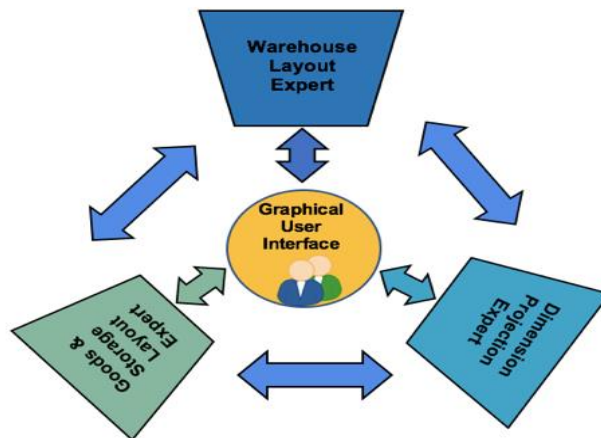 Warehouse
Layout
Expert
Graphical
User
Interface
Goods &
Storage
Layout
Expert
Dimension
Projection
Expert